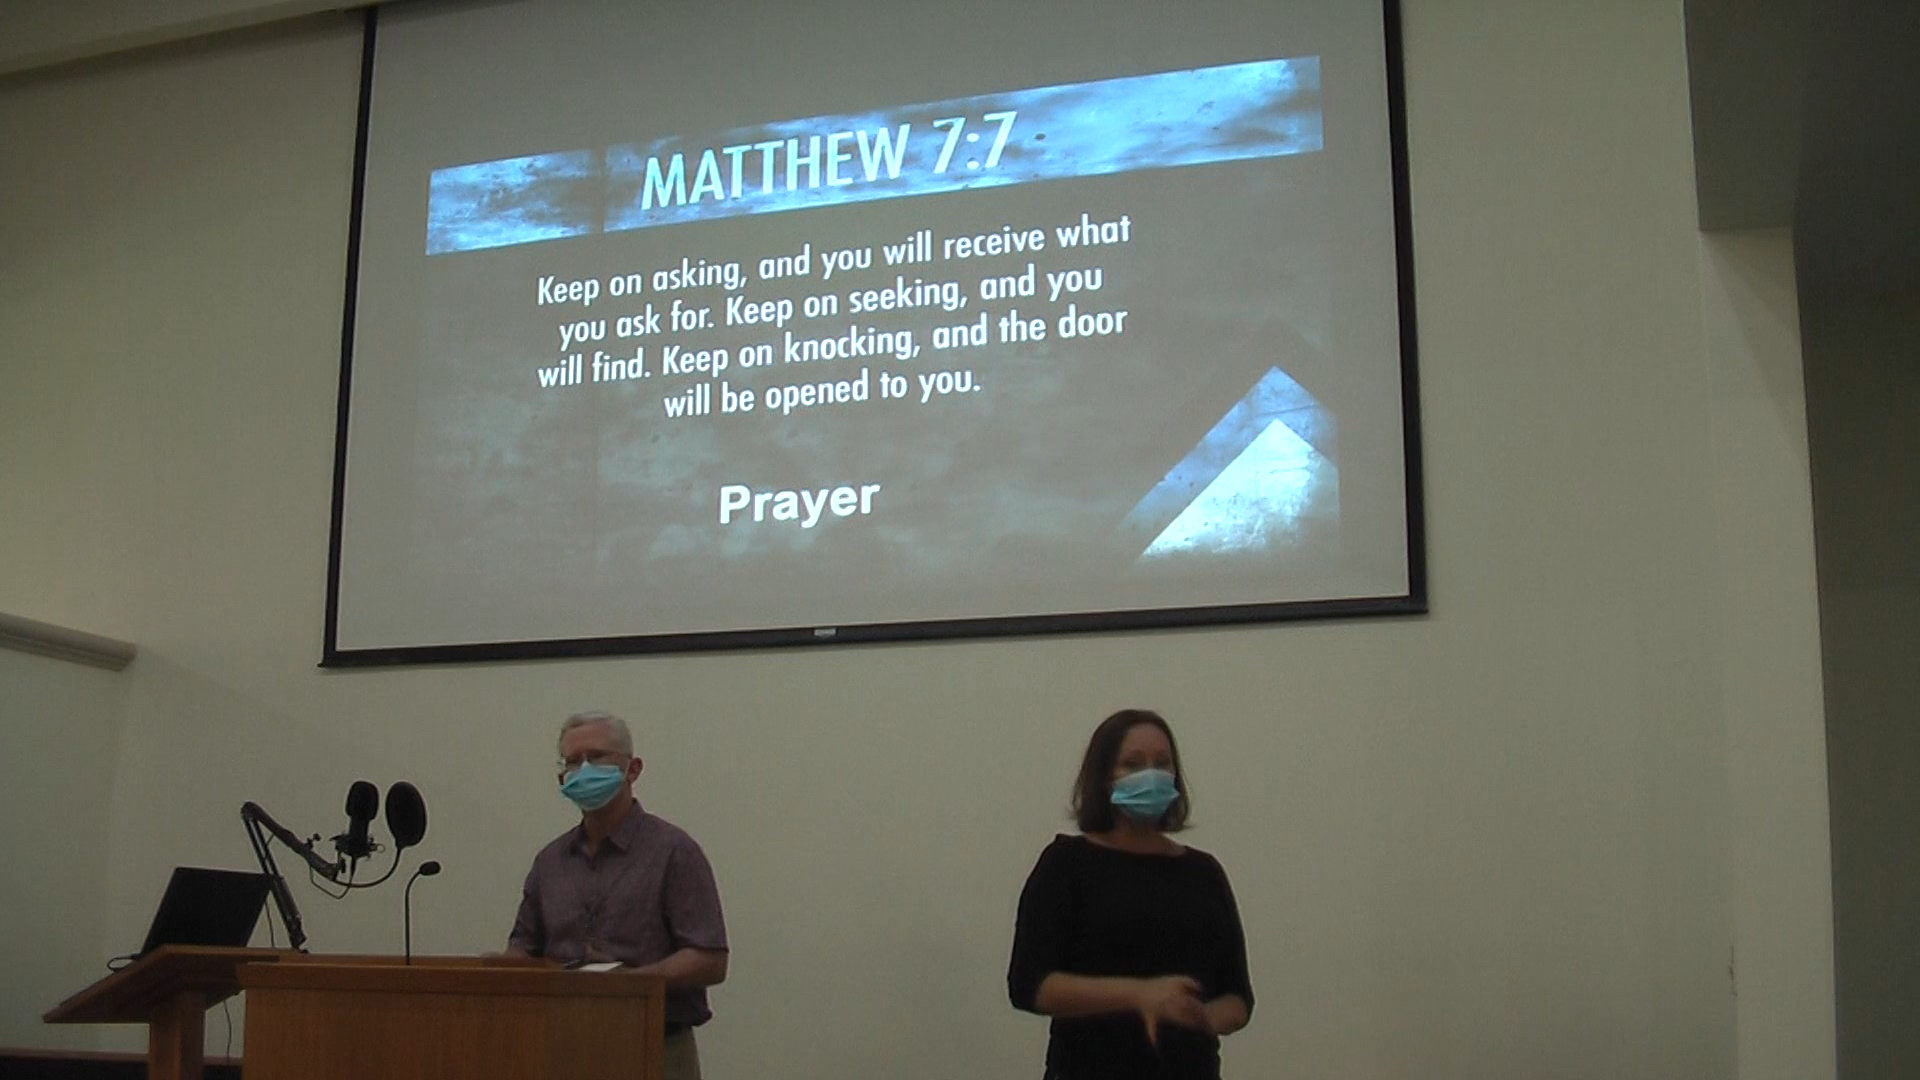 MATTHEW 7:7
Keep on asking, and you will receive what
you ask for. Keep on seeking, and you
will find. Keep on knocking, and the door
will be opened to you.
Prayer